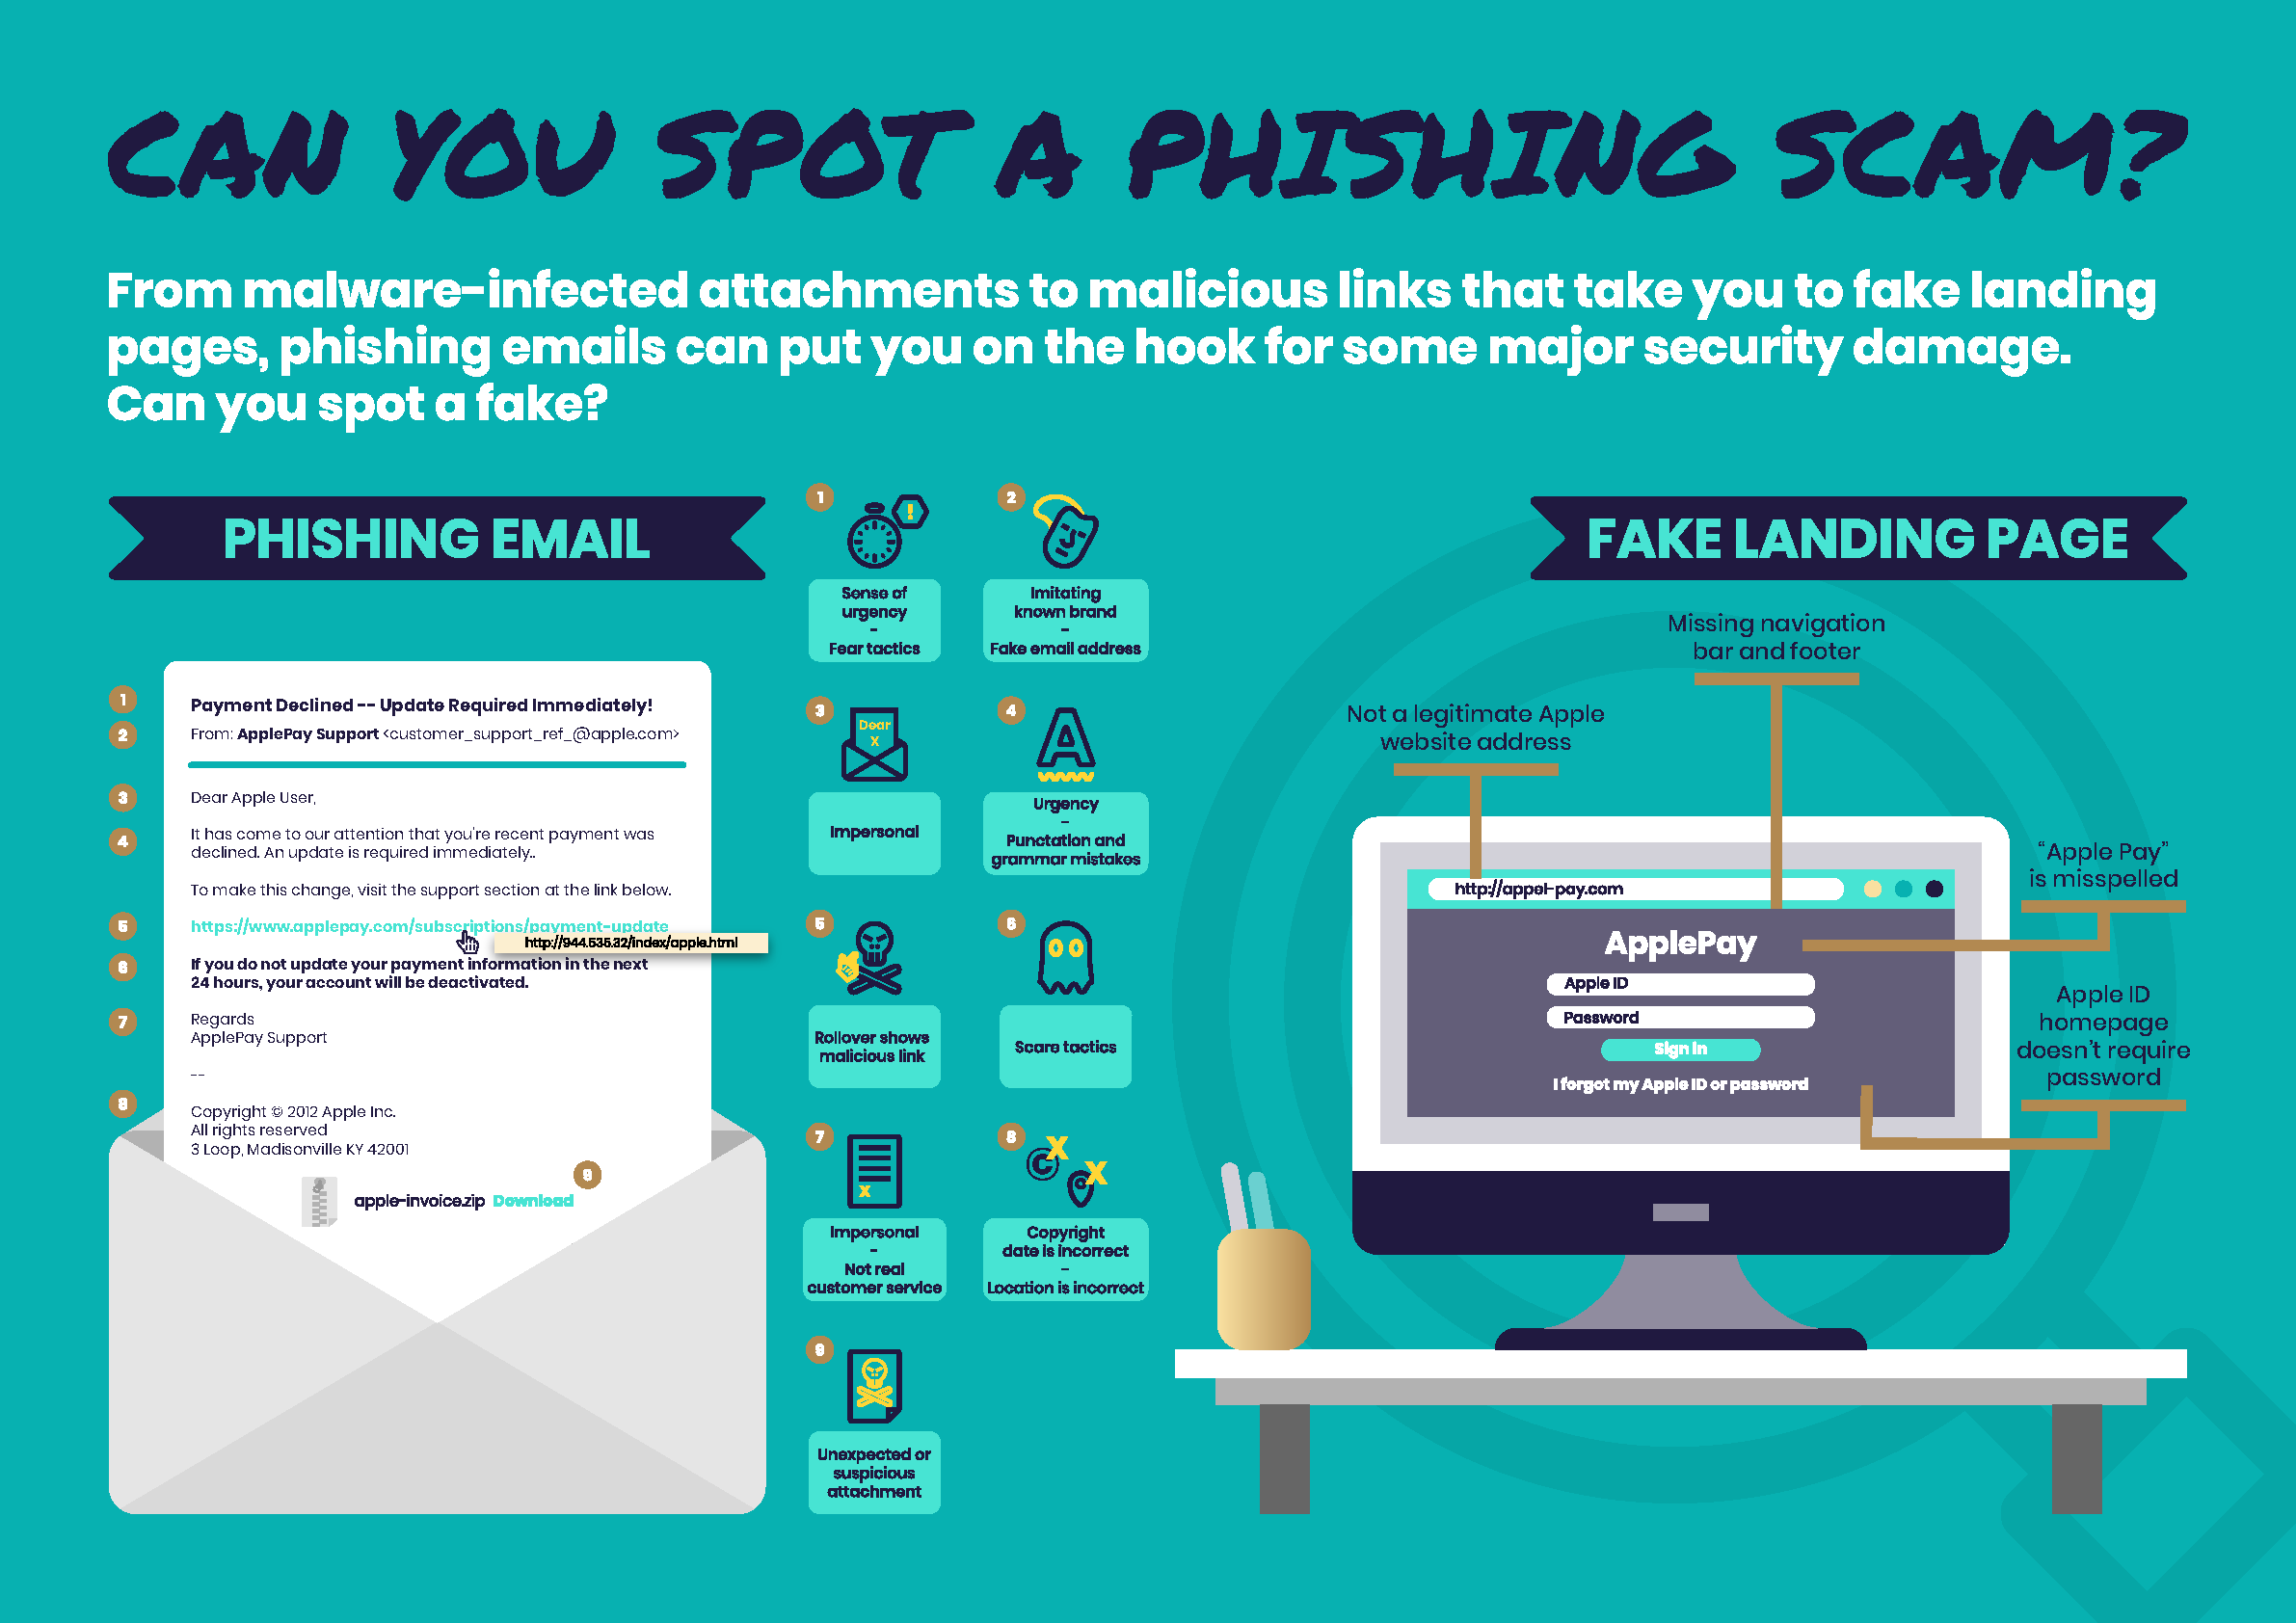 CAN YOU SPOT A PHISHING SCAM?
From malware-infected attachments to malicious links that take you to fake landing
pages, phishing emails can put you on the hook for some major security damage.
Can you spot a fake?
PHISHING EMAIL
1
Payment Declined -- Update Required Immediately!
2
From: ApplePay Support <customer_support_ref_@apple.com>
3
Dear Apple User,
4
It has come to our attention that you're recent payment was
declined. An update is required immediately..
To make this change, visit the support section at the link below.
5
https://www.applepay.com/subscriptions/payment-update
http://944.535.32/index/apple.html
6
If you do not update your payment information in the next
24 hours, your account will be deactivated.
7
Regards
ApplePay Support
--
8
Copyright © 2012 Apple Inc.
All rights reserved
3 Loop, Madisonville KY 42001
9
apple-invoice.zip Download
1
!
Sense of
urgency
-
Fear tactics
2
Imitating
known brand
-
Fake email address
3
Dear
X
Impersonal
4
A
Urgency
-
Punctation and
grammar mistakes
5
Rollover shows
malicious link
6
Scare tactics
7
X
Impersonal
-
Not real
customer service
8
© X
@ X
Copyright
date is incorrect
-
Location is incorrect
9
Unexpected or
suspicious
attachment
FAKE LANDING PAGE
Missing navigation
bar and footer
Not a legitimate Apple
website address
"Apple Pay"
is misspelled
http://appel-pay.com
ApplePay
Apple ID
Password
Sign in
I forgot my Apple ID or password
Apple ID
homepage
doesn't require
password